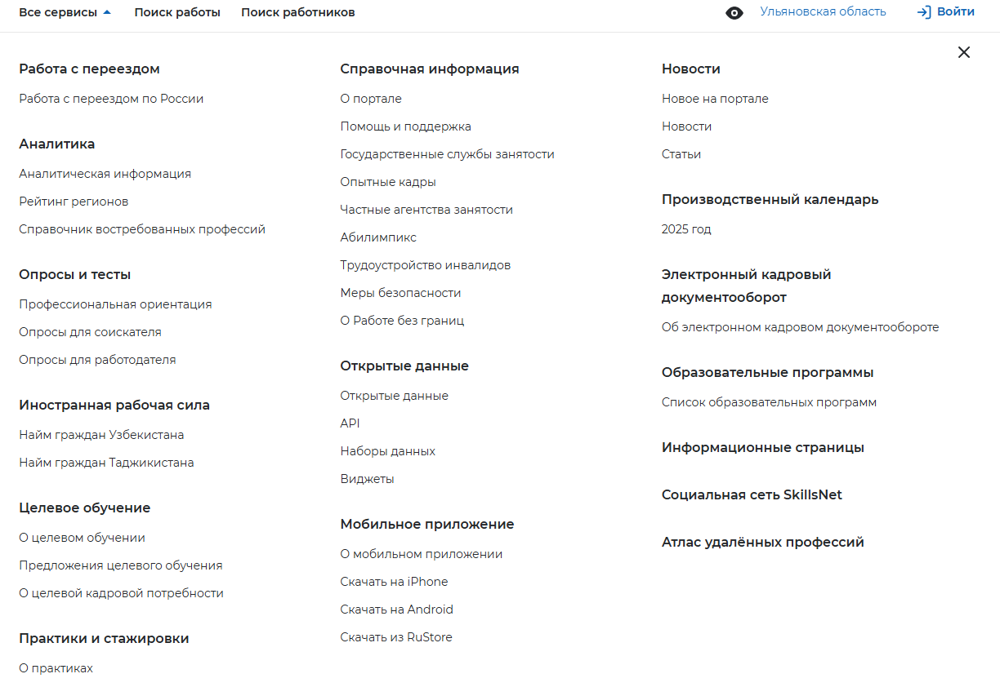 Все сервисы
Поиск работы
Поиск работников
Ульяновская область
Войти
Работа с переездом
Работа с переездом по России
Аналитика
Аналитическая информация
Рейтинг регионов
Справочник востребованных профессий
Опросы и тесты
Профессиональная ориентация
Опросы для соискателя
Опросы для работодателя
Иностранная рабочая сила
Найм граждан Узбекистана
Найм граждан Таджикистана
Целевое обучение
О целевом обучении
Предложения целевого обучения
О целевой кадровой потребности
Практики и стажировки
О практиках
Справочная информация
О портале
Помощь и поддержка
Государственные службы занятости
Опытные кадры
Частные агентства занятости
Абилимпикс
Трудоустройство инвалидов
Меры безопасности
О Работе без границ
Открытые данные
Открытые данные
API
Наборы данных
Виджеты
Мобильное приложение
О мобильном приложении
Скачать на iPhone
Скачать на Android
Скачать из RuStore
Новости
Новое на портале
Новости
Статьи
Производственный календарь
2025 год
Электронный кадровый
документооборот
Об электронном кадровом документообороте
Образовательные программы
Список образовательных программ
Информационные страницы
Социальная сеть SkillsNet
Атлас удалённых профессий